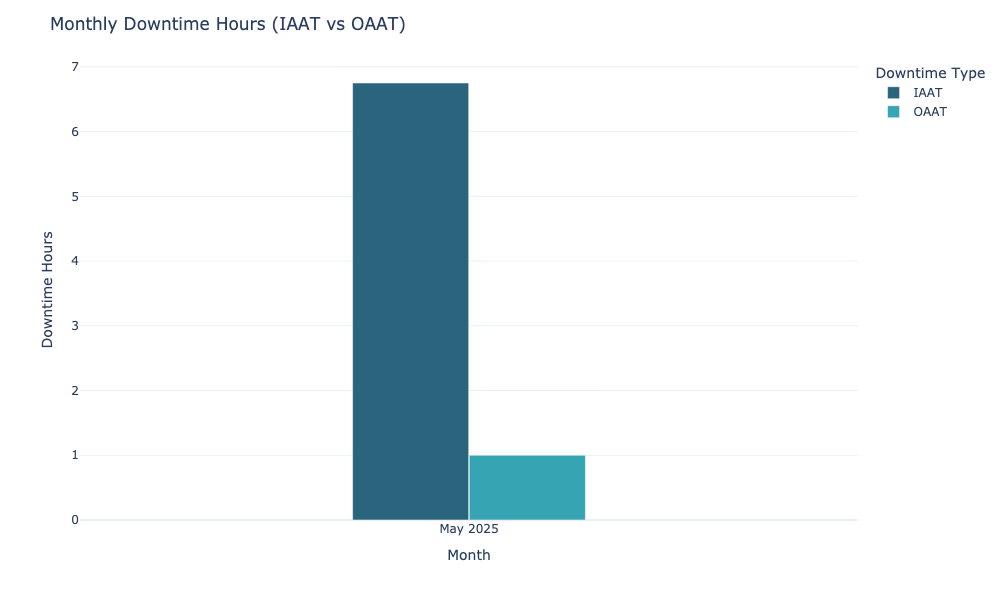 Monthly Downtime Hours (IAAT vs OAAT)
Downtime Type
IAAT
OAAT
7
6
5
4
3
2
1
0
Downtime Hours
May 2025
Month